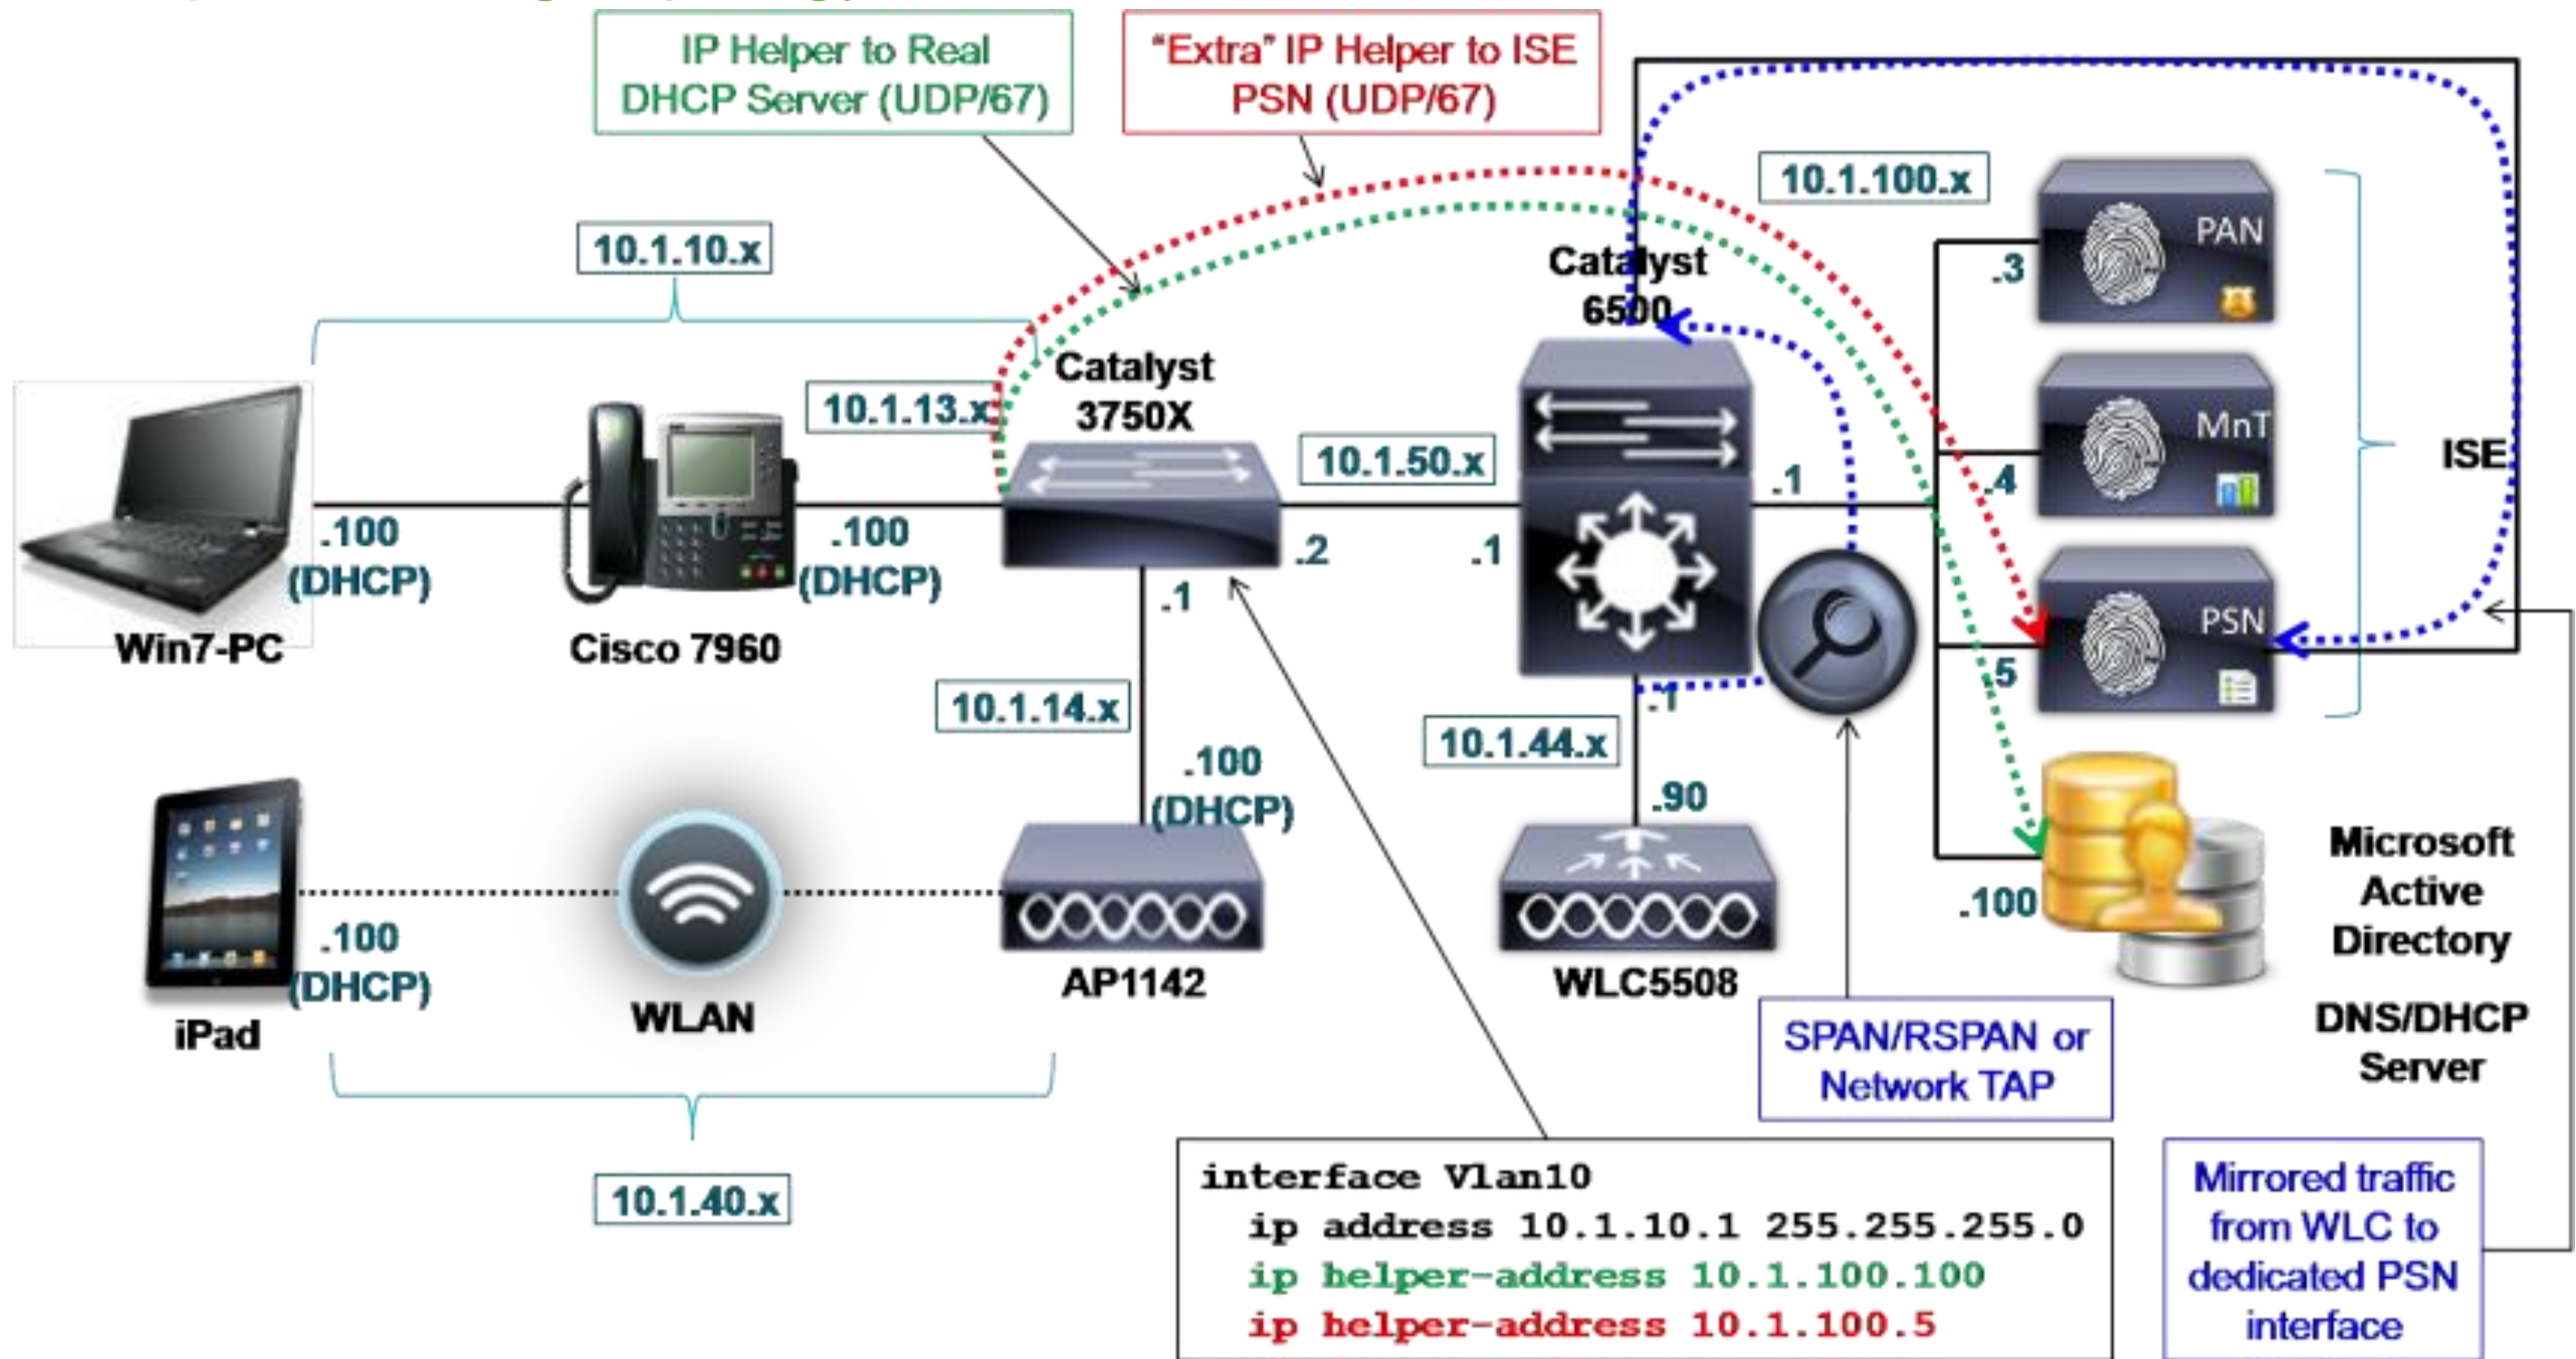 IP Helper to Real
DHCP Server (UDP/67)
“Extra” IP Helper to ISE
PSN (UDP/67)
10.1.100.x
10.1.10.x
PAN
.3
Catalyst
6500
Catalyst
3750X
10.1.13.x
10.1.50.x
MnT
.4
ISE
.1
.100
(DHCP)
.100
(DHCP)
.2
.1
.1
PSN
.5
Win7-PC
Cisco 7960
10.1.14.x
.1
10.1.44.x
.100
(DHCP)
.90
.100
Microsoft
Active
Directory
.100
(DHCP)
iPad
WLAN
AP1142
WLC5508
DNS/DHCP
Server
SPAN/RSPAN or
Network TAP
10.1.40.x
interface Vlan10
ip address 10.1.10.1 255.255.255.0
ip helper-address 10.1.100.100
ip helper-address 10.1.100.5
Mirrored traffic
from WLC to
dedicated PSN
interface